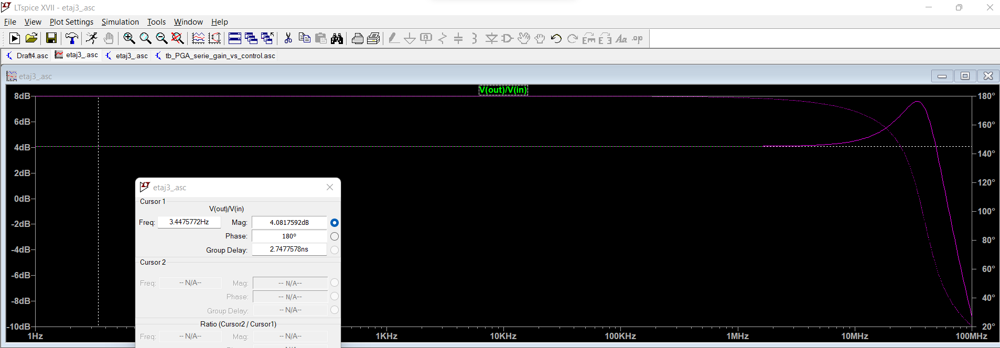 LTspice XVII - etaj3_.asc
File View Plot Settings Simulation Tools Window Help
Draft4.asc etaj3_.asc etaj3_.asc tb_PGA_serie_gain_vs_control.asc
etaj3_.asc
V(out)/V(in)
8dB 180°
6dB 160°
4dB 140°
2dB 120°
0dB 100°
-2dB 80°
-4dB 60°
-6dB 40°
-8dB 20°
-10dB
1Hz 1KHz 10KHz 100KHz 1MHz 10MHz 100MHz
etaj3_.asc
Cursor 1
V(out)/V(in)
Freq: 3.4475772Hz Mag: 4.0817592dB
Phase: 180º
Group Delay: 2.7477578ns
Cursor 2
Freq: -- N/A-- Mag: -- N/A--
Phase: -- N/A--
Group Delay: -- N/A--
Ratio (Cursor2 / Cursor1)
Freq: -- N/A-- Mag: -- N/A--